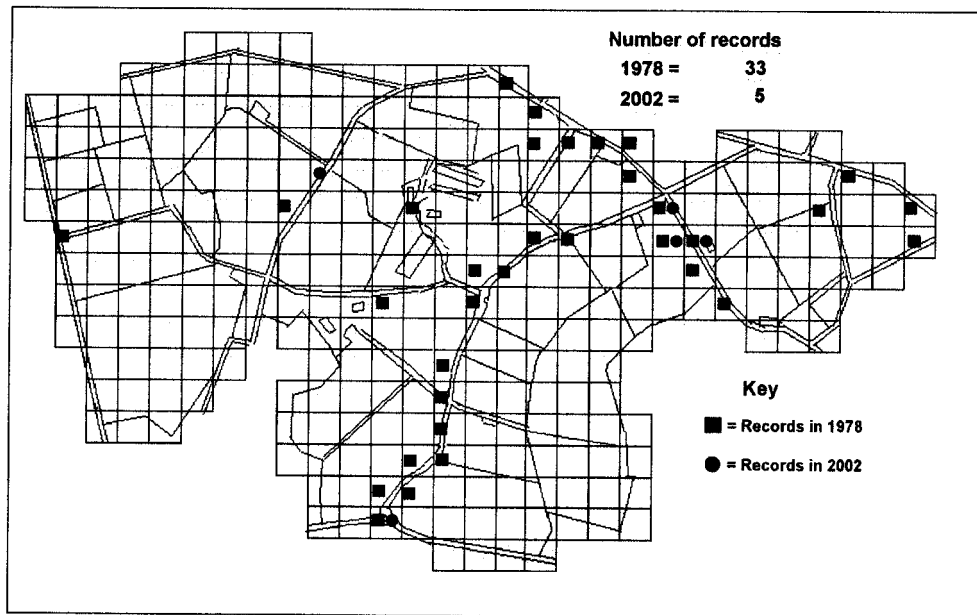 Number of records
1978 = 33
2002 = 5
Key
= Records in 1978
= Records in 2002